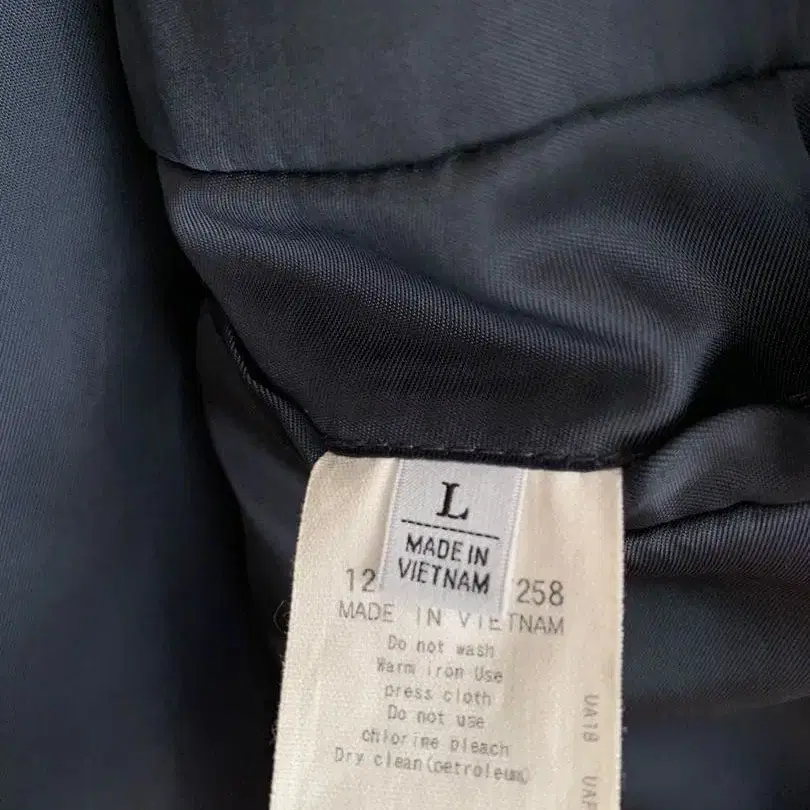 L
MADE IN
VIETNAM
12 258
MADE IN VIETNAM
Do not wash
Warm iron Use
press cloth
Do not use
chlorine bleach
Dry clean(petroleum)
UA18